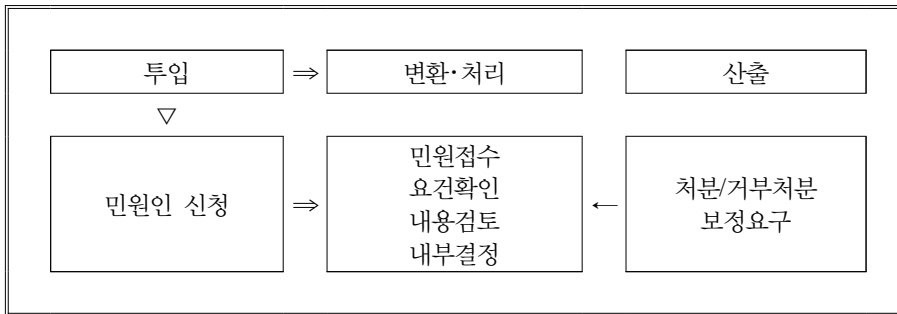 투입 ⇒ 변환·처리 산출
▽
민원인 신청 ⇒ 민원접수
요건확인
내용검토
내부결정
← 처분/거부처분
보정요구